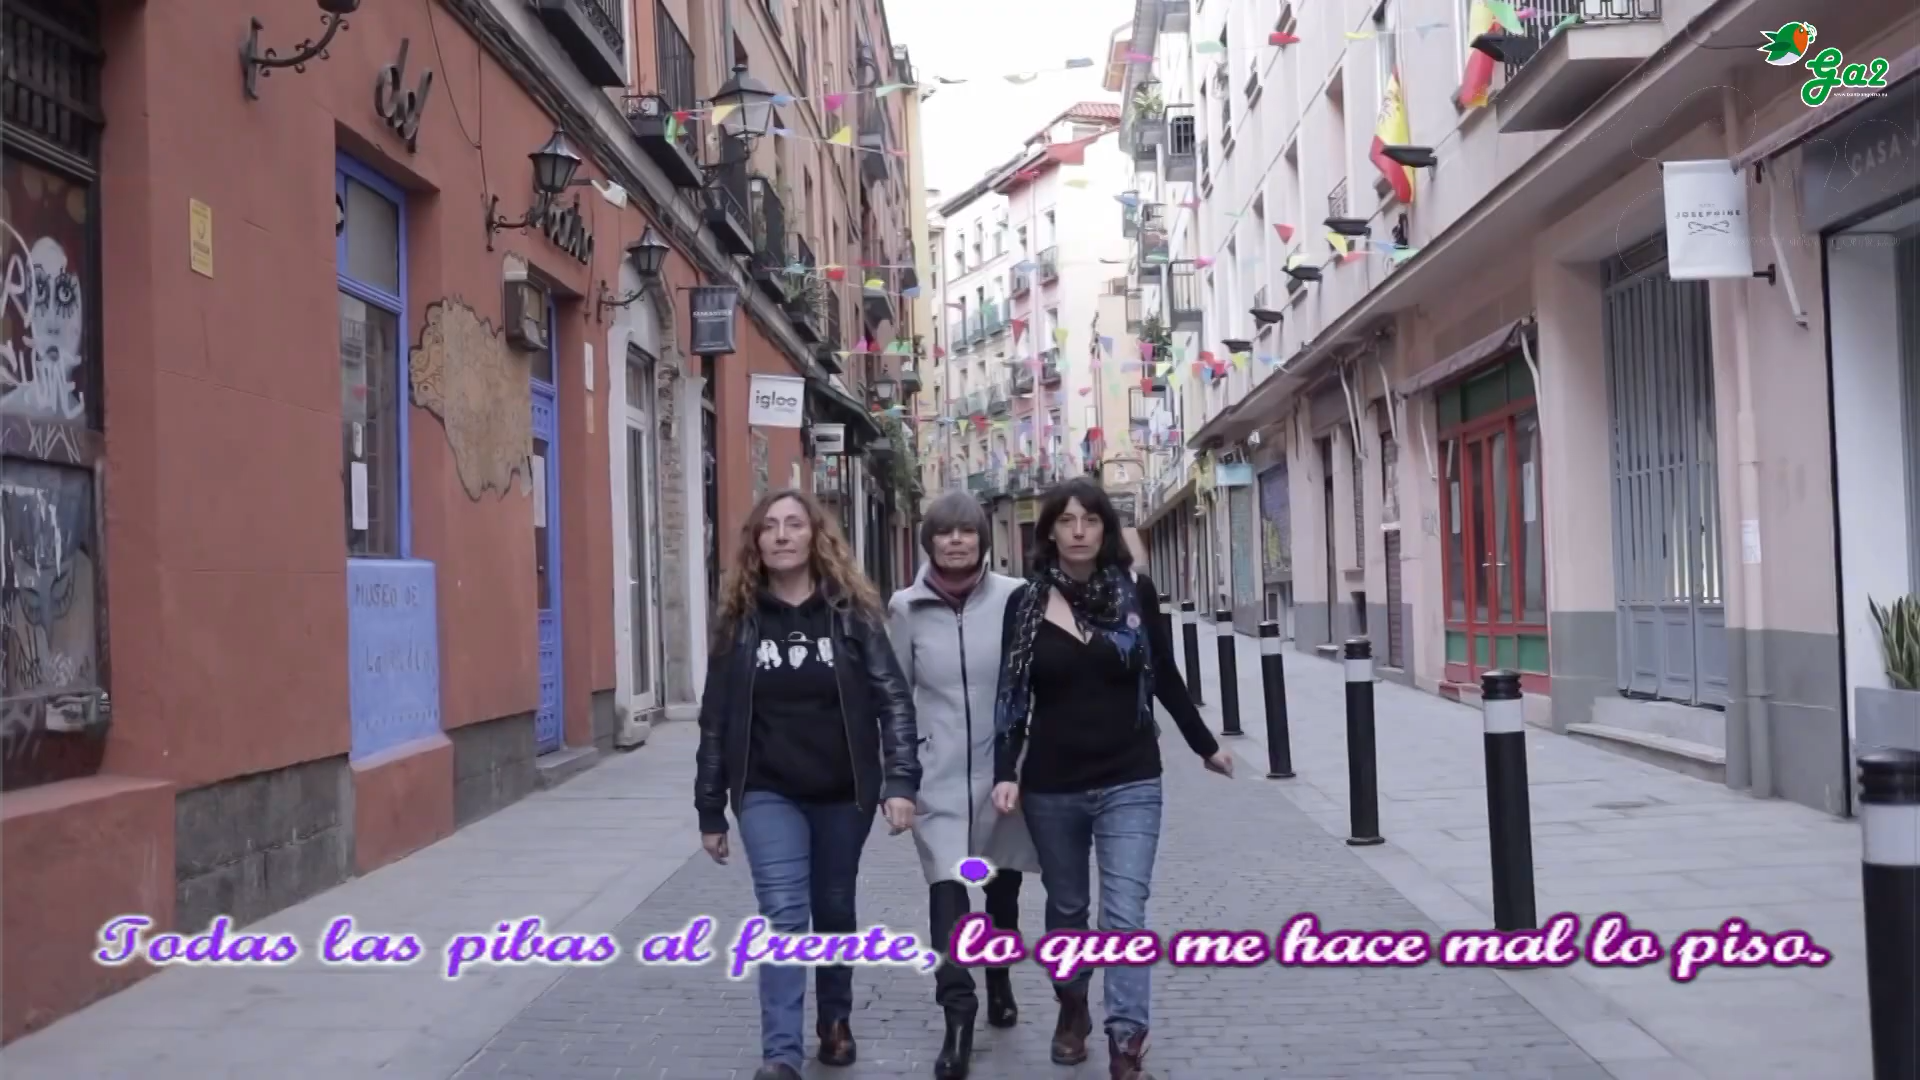 Ga2
del
CASA
JOSEPHINE
igloo
MUSEO DE
Todas las pibas al frente, lo que me hace mal lo piso.